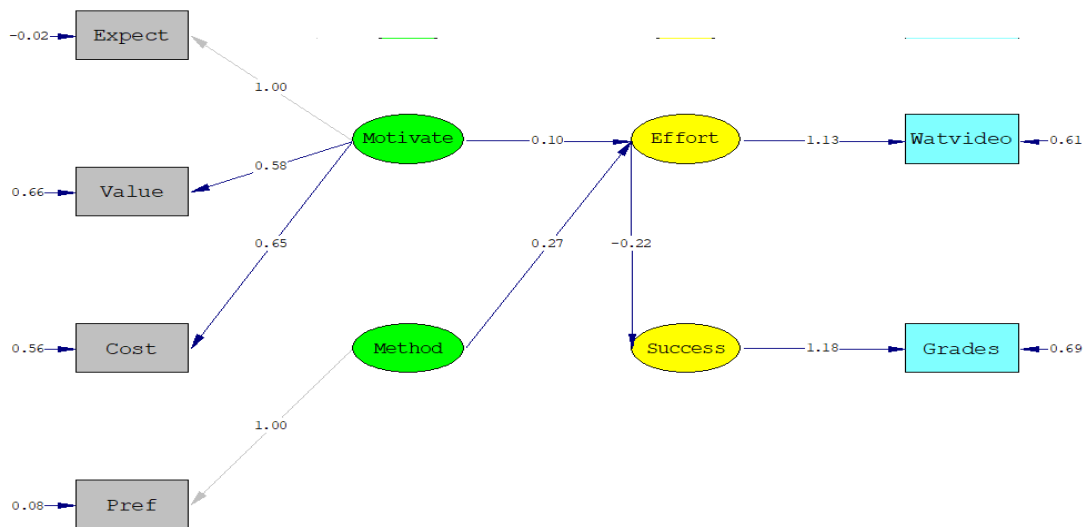 -0.02 Expect
1.00
Motivate 0.10 Effort 1.13 Watvideo 0.61
0.58
0.66 Value
0.65 0.27 -0.22
0.56 Cost Method Success 1.18 Grades 0.69
1.00
0.08 Pref